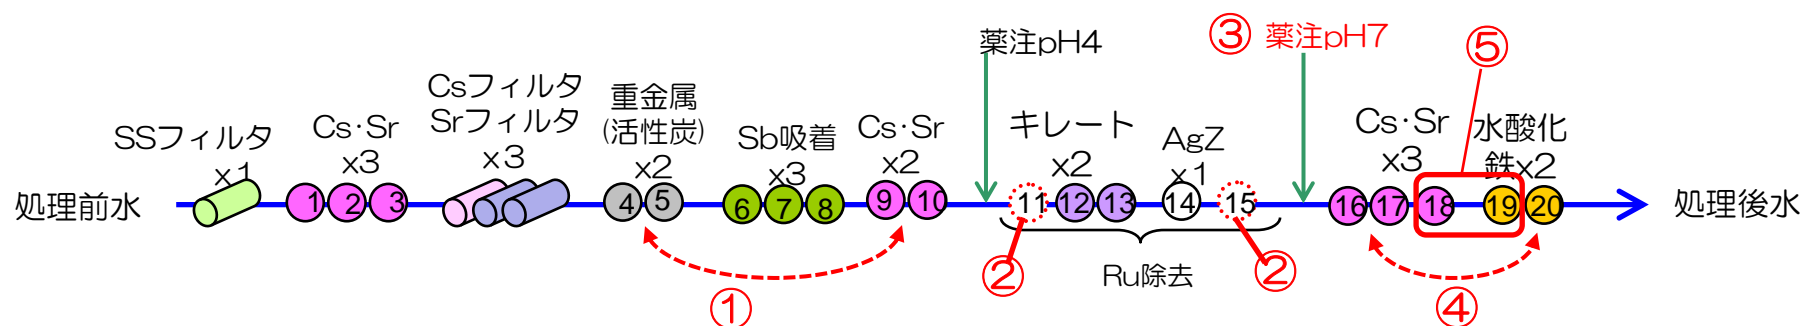 薬注pH4
③ 薬注pH7
⑤
SSフィルタ
x1
Cs·Sr
x3
Csフィルタ
Srフィルタ
x3
重金属
(活性炭)
x2
Sb吸着
x3
Cs·Sr
x2
キレート
x2
AgZ
x1
Cs·Sr
x3
水酸化
鉄x2
処理前水
1 2 3 4 5 6 7 8 9 10 11 12 13 14 15 16 17 18 19 20
処理後水
Ru除去
①
②
②
④